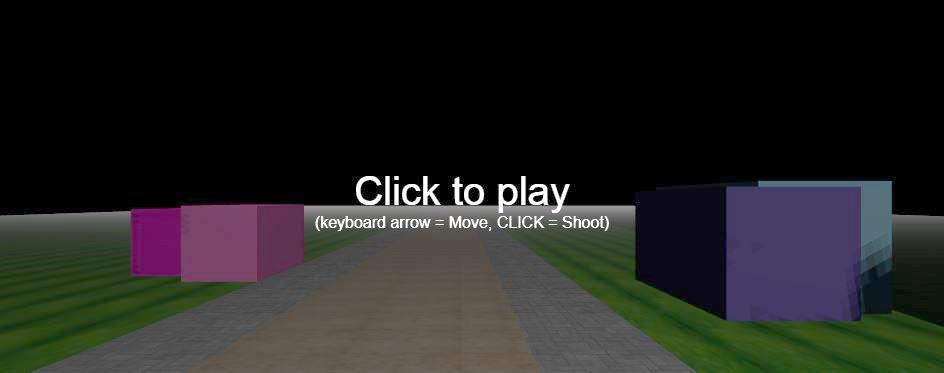 Click to play
(keyboard arrow = Move, CLICK = Shoot)